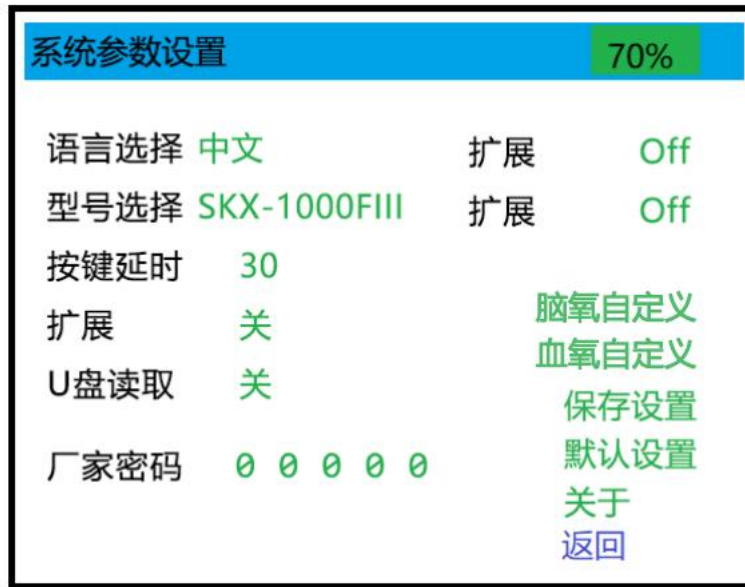 系统参数设置 70%
语言选择 中文 扩展 Off
型号选择 SKX-1000FIII 扩展 Off
按键延时 30
脑氧自定义
扩展 关
血氧自定义
U盘读取 关
保存设置
厂家密码 0 0 0 0 0
默认设置
关于
返回